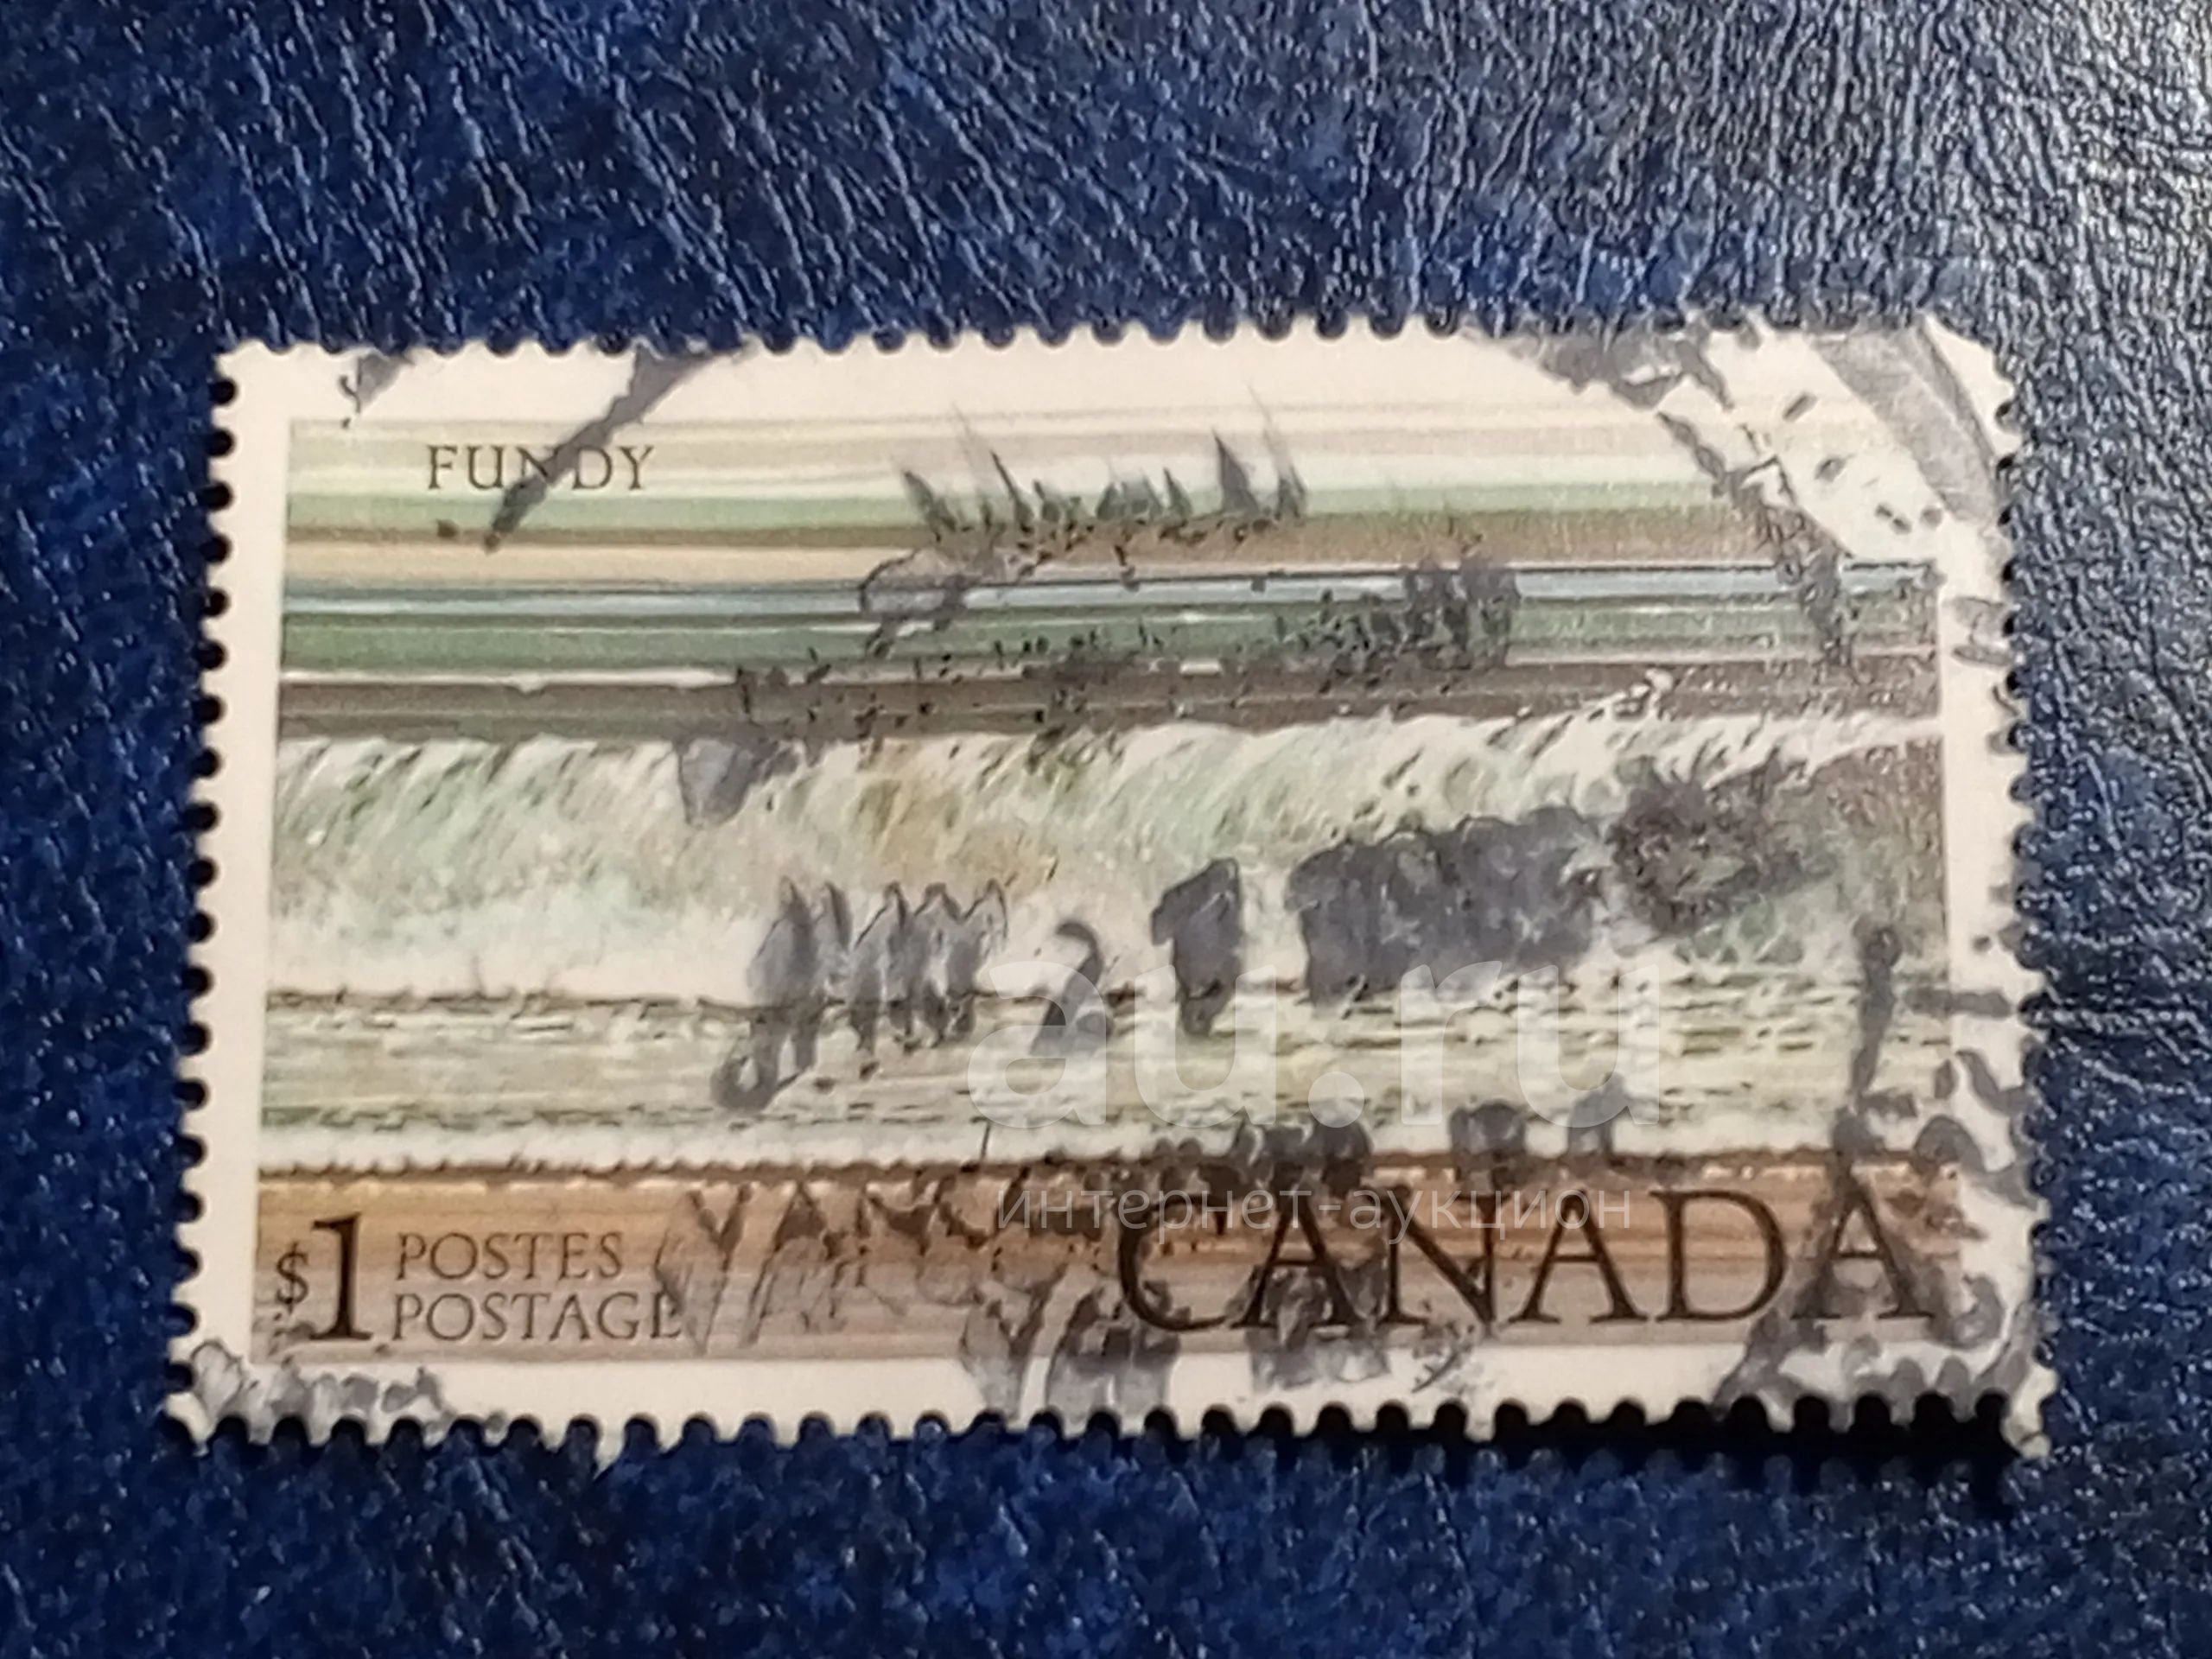 FUNDY
au.ru
интернет-аукцион
$1 POSTES
POSTAGE
CANADA